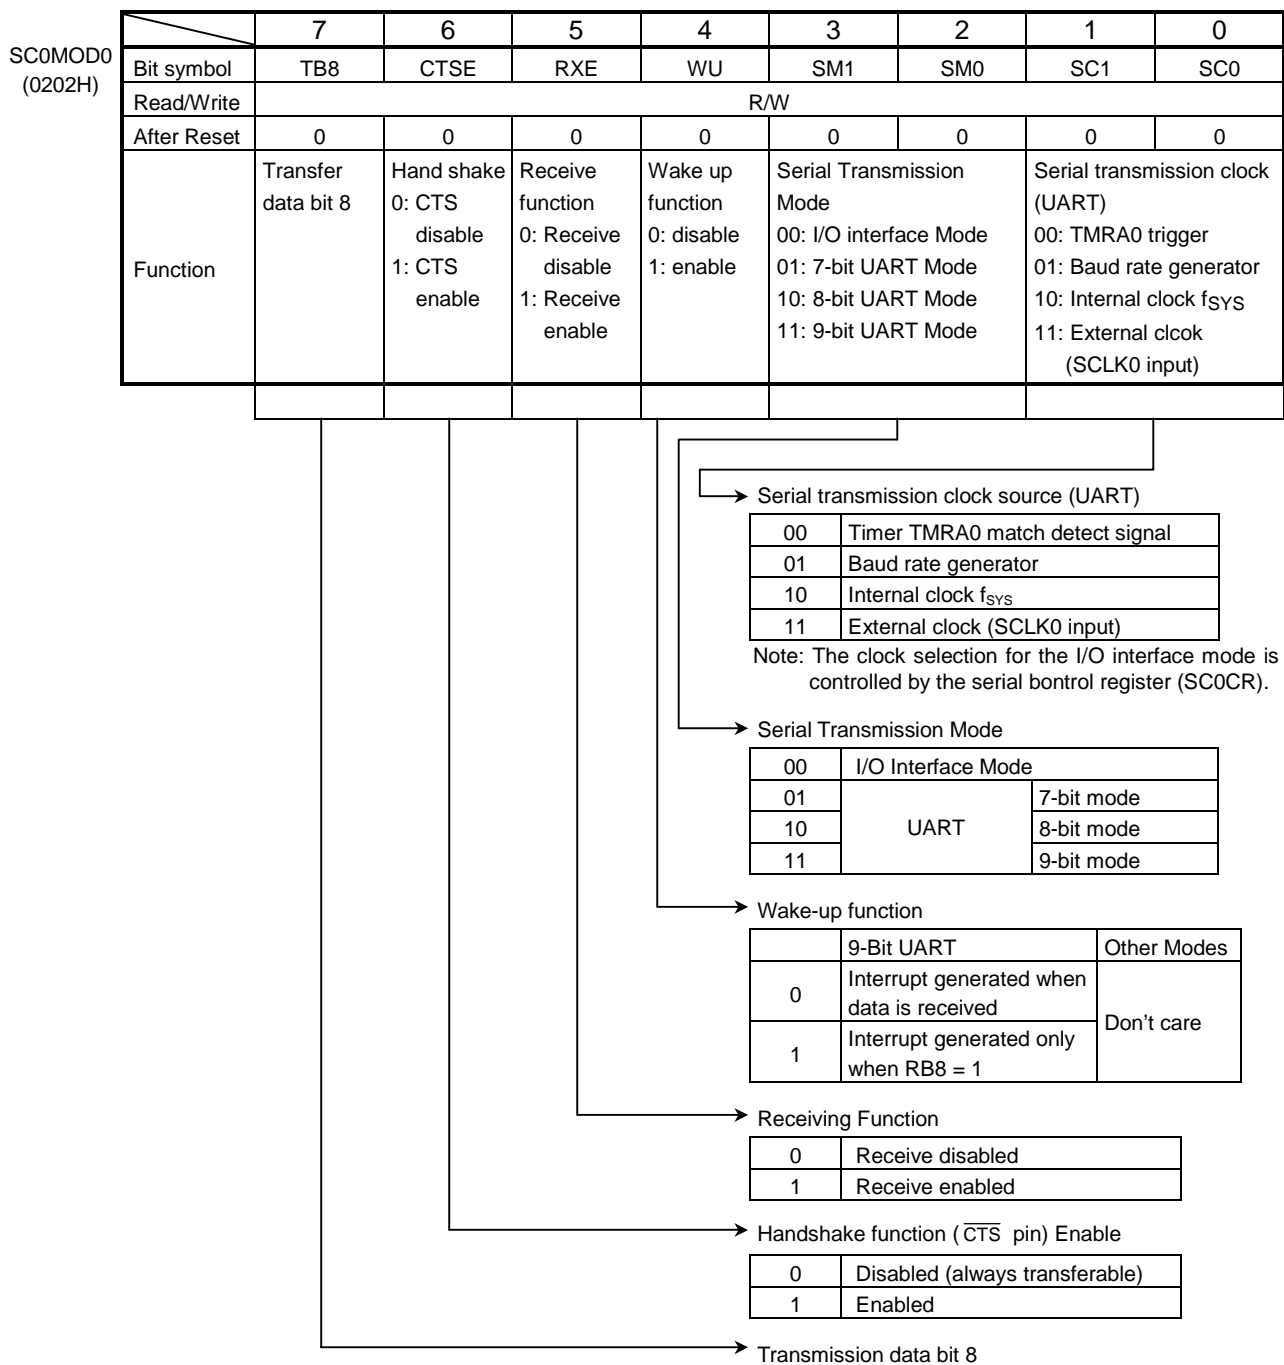 SC0MOD0
(0202H)
7 6 5 4 3 2 1 0
Bit symbol TB8 CTSE RXE WU SM1 SM0 SC1 SC0
Read/Write R/W
After Reset 0 0 0 0 0 0 0 0
Function
Transfer
data bit 8
Hand shake
0: CTS
disable
1: CTS
enable
Receive
function
0: Receive
disable
1: Receive
enable
Wake up
function
0: disable
1: enable
Serial Transmission
Mode
00: I/O interface Mode
01: 7-bit UART Mode
10: 8-bit UART Mode
11: 9-bit UART Mode
Serial transmission clock
(UART)
00: TMRA0 trigger
01: Baud rate generator
10: Internal clock fSYS
11: External clcok
(SCLK0 input)
Serial transmission clock source (UART)
00 Timer TMRA0 match detect signal
01 Baud rate generator
10 Internal clock fSYS
11 External clock (SCLK0 input)
Note: The clock selection for the I/O interface mode is
controlled by the serial bontrol register (SC0CR).
Serial Transmission Mode
00 I/O Interface Mode
01 UART 7-bit mode
10 8-bit mode
11 9-bit mode
Wake-up function
9-Bit UART Other Modes
0 Interrupt generated when
data is received
Don't care
1 Interrupt generated only
when RB8 = 1
Receiving Function
0 Receive disabled
1 Receive enabled
Handshake function (CTS pin) Enable
0 Disabled (always transferable)
1 Enabled
Transmission data bit 8